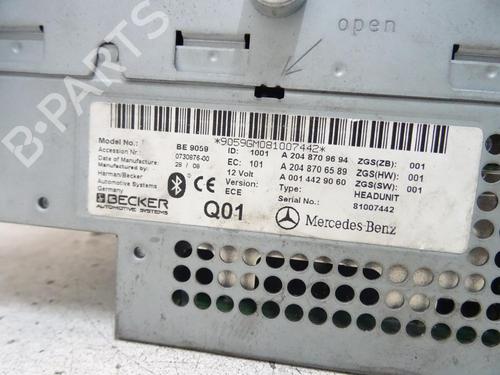 open
*9059GM081007442*
Model No.: BE 9059 ID: 1001 A 204 870 96 94 ZGS(ZB): 001
Accession Nr.: 0730976-00 EC: 101 A 204 870 65 89 ZGS(HW): 001
Date of Manufacture: 29 / 09 12 Volt A 001 442 90 60 ZGS(SW): 001
Manufactured by: Version: Type: HEADUNIT
Harman/Becker ECE Serial No.: 81007442
Automotive Systems
Germany
BECKER
AUTOMOTIVE SYSTEMS
Q01
Mercedes-Benz
B